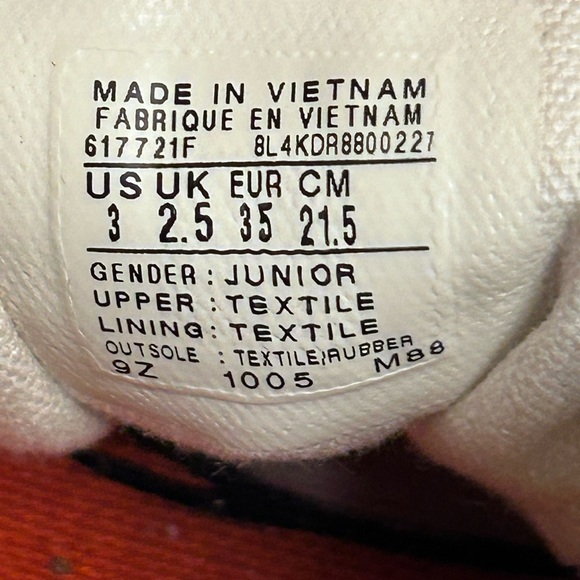 MADE IN VIETNAM
FABRIQUE EN VIETNAM
617721F 8L4KDR8800227
US UK EUR CM
3 2.5 35 21.5
GENDER : JUNIOR
UPPER : TEXTILE
LINING : TEXTILE
OUTSOLE : TEXTILE/RUBBER
9Z 1005 M88